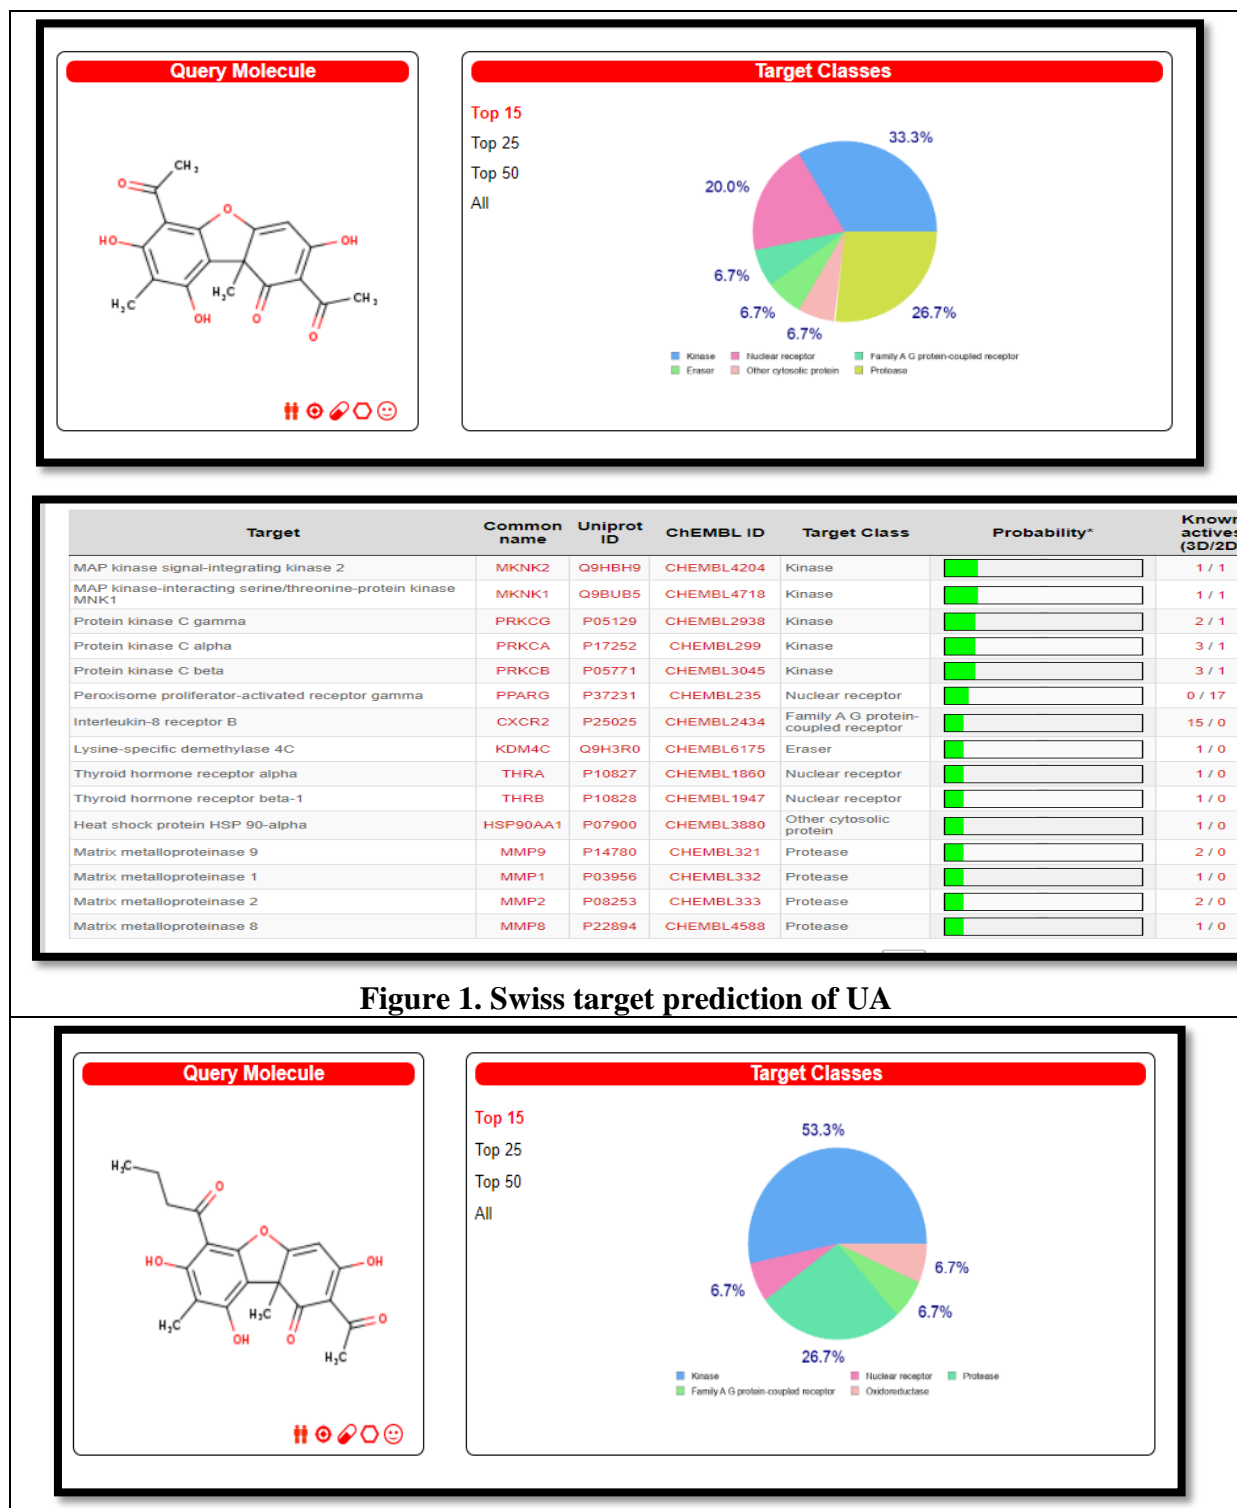 Query Molecule
CH3
O
O
HO
OH
H3C
H3C
CH3
OH
O
O
Target Classes
Top 15
Top 25
Top 50
All
33.3%
20.0%
6.7%
6.7%
6.7%
26.7%
Kinase Nuclear receptor Family A G protein-coupled receptor
Eraser Other cytosolic protein Protease
Target Common name Uniprot ID ChEMBL ID Target Class Probability* Known actives (3D/2D
MAP kinase signal-integrating kinase 2 MKNK2 Q9HBH9 CHEMBL4204 Kinase 1 / 1
MAP kinase-interacting serine/threonine-protein kinase MNK1 MKNK1 Q9BUB5 CHEMBL4718 Kinase 1 / 1
Protein kinase C gamma PRKCG P05129 CHEMBL2938 Kinase 2 / 1
Protein kinase C alpha PRKCA P17252 CHEMBL299 Kinase 3 / 1
Protein kinase C beta PRKCB P05771 CHEMBL3045 Kinase 3 / 1
Peroxisome proliferator-activated receptor gamma PPARG P37231 CHEMBL235 Nuclear receptor 0 / 17
Interleukin-8 receptor B CXCR2 P25025 CHEMBL2434 Family A G protein-coupled receptor 15 / 0
Lysine-specific demethylase 4C KDM4C Q9H3R0 CHEMBL6175 Eraser 1 / 0
Thyroid hormone receptor alpha THRA P10827 CHEMBL1860 Nuclear receptor 1 / 0
Thyroid hormone receptor beta-1 THRB P10828 CHEMBL1947 Nuclear receptor 1 / 0
Heat shock protein HSP 90-alpha HSP90AA1 P07900 CHEMBL3880 Other cytosolic protein 1 / 0
Matrix metalloproteinase 9 MMP9 P14780 CHEMBL321 Protease 2 / 0
Matrix metalloproteinase 1 MMP1 P03956 CHEMBL332 Protease 1 / 0
Matrix metalloproteinase 2 MMP2 P08253 CHEMBL333 Protease 2 / 0
Matrix metalloproteinase 8 MMP8 P22894 CHEMBL4588 Protease 1 / 0
Figure 1. Swiss target prediction of UA
Query Molecule
H3C
O
O
HO
OH
H3C
H3C
OH
O
O
H3C
Target Classes
Top 15
Top 25
Top 50
All
53.3%
6.7%
6.7%
6.7%
26.7%
Kinase Nuclear receptor Protease
Family A G protein-coupled receptor Oxidoreductase